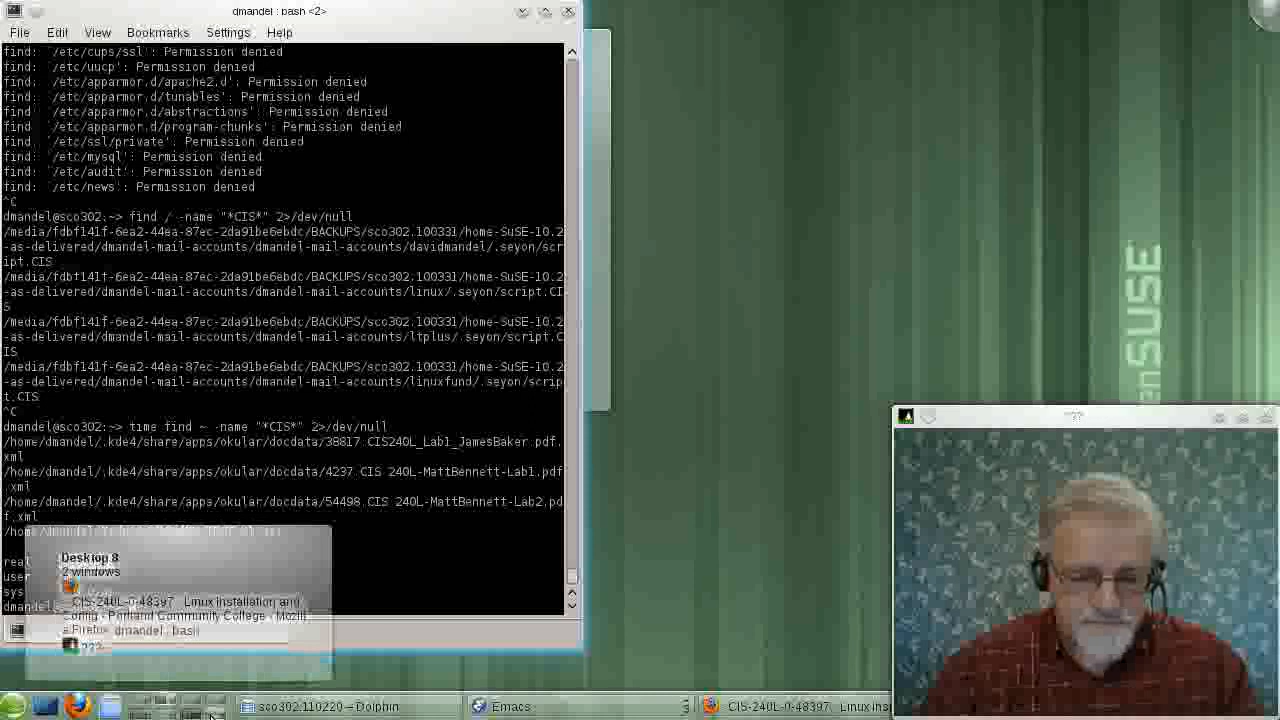 dmandel : bash <2>
File Edit View Bookmarks Settings Help
find: `/etc/cups/ssl': Permission denied
find: `/etc/uucp': Permission denied
find: `/etc/apparmor.d/apache2.d': Permission denied
find: `/etc/apparmor.d/tunables': Permission denied
find: `/etc/apparmor.d/abstractions': Permission denied
find: `/etc/apparmor.d/program-chunks': Permission denied
find: `/etc/ssl/private': Permission denied
find: `/etc/mysql': Permission denied
find: `/etc/audit': Permission denied
find: `/etc/news': Permission denied
^C
dmandel@sco302:~> find / -name "*CIS*" 2>/dev/null
/media/fdbf141f-6ea2-44ea-87ec-2da91be6ebdc/BACKUPS/sco302.100331/home-SuSE-10.2
-as-delivered/dmandel-mail-accounts/dmandel-mail-accounts/davidmandel/.seyon/scr
ipt.CIS
/media/fdbf141f-6ea2-44ea-87ec-2da91be6ebdc/BACKUPS/sco302.100331/home-SuSE-10.2
-as-delivered/dmandel-mail-accounts/dmandel-mail-accounts/linux/.seyon/script.CI
S
/media/fdbf141f-6ea2-44ea-87ec-2da91be6ebdc/BACKUPS/sco302.100331/home-SuSE-10.2
-as-delivered/dmandel-mail-accounts/dmandel-mail-accounts/ltplus/.seyon/script.C
IS
/media/fdbf141f-6ea2-44ea-87ec-2da91be6ebdc/BACKUPS/sco302.100331/home-SuSE-10.2
-as-delivered/dmandel-mail-accounts/dmandel-mail-accounts/linuxfund/.seyon/scrip
t.CIS
^C
dmandel@sco302:~> time find ~ -name "*CIS*" 2>/dev/null
/home/dmandel/.kde4/share/apps/okular/docdata/38817.CIS240L_Lab1_JamesBaker.pdf.
xml
/home/dmandel/.kde4/share/apps/okular/docdata/4237.CIS 240L-MattBennett-Lab1.pdf
.xml
/home/dmandel/.kde4/share/apps/okular/docdata/54498.CIS 240L-MattBennett-Lab2.pd
f.xml
real
user
sys
dmandel
Desktop 8
2 windows
CIS-240L-0-48397 - Linux Installation and
Config - Portland Community College - Mozilla
Firefox
dmandel : bash
???
enSUSE
???
sco302.110220 – Dolphin
Emacs
CIS-240L-0-48397 - Linux Ins